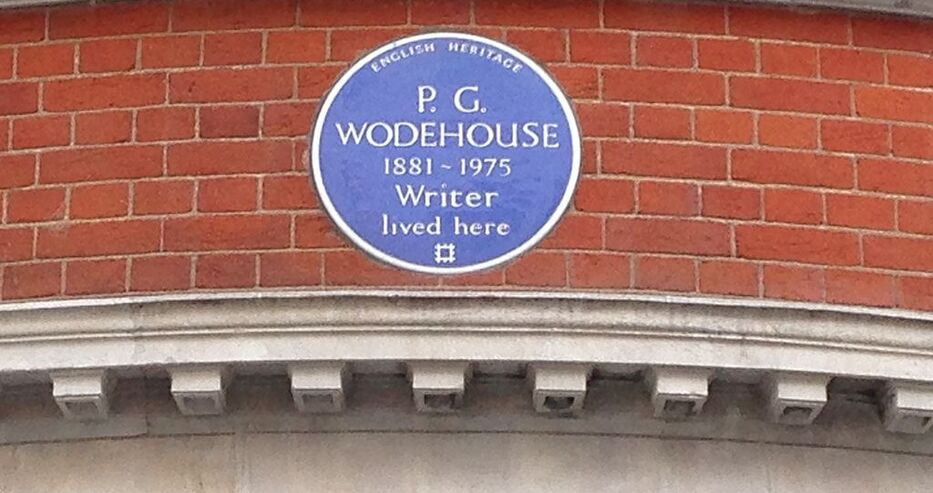 ENGLISH HERITAGE
P. G.
WODEHOUSE
1881 ~ 1975
Writer
lived here